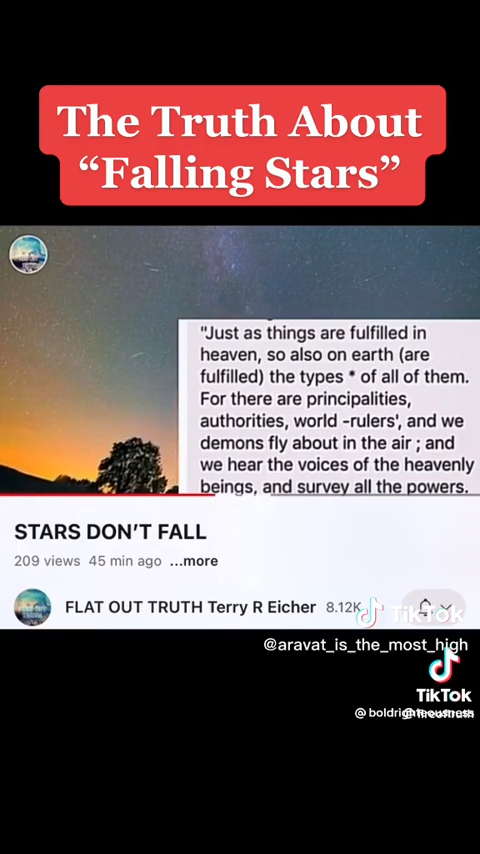 The Truth About
“Falling Stars”
"Just as things are fulfilled in
heaven, so also on earth (are
fulfilled) the types * of all of them.
For there are principalities,
authorities, world -rulers', and we
demons fly about in the air ; and
we hear the voices of the heavenly
beings, and survey all the powers.
STARS DON'T FALL
209 views 45 min ago ...more
FLAT OUT TRUTH Terry R Eicher 8.12K
TikTok
@aravat_is_the_most_high
TikTok